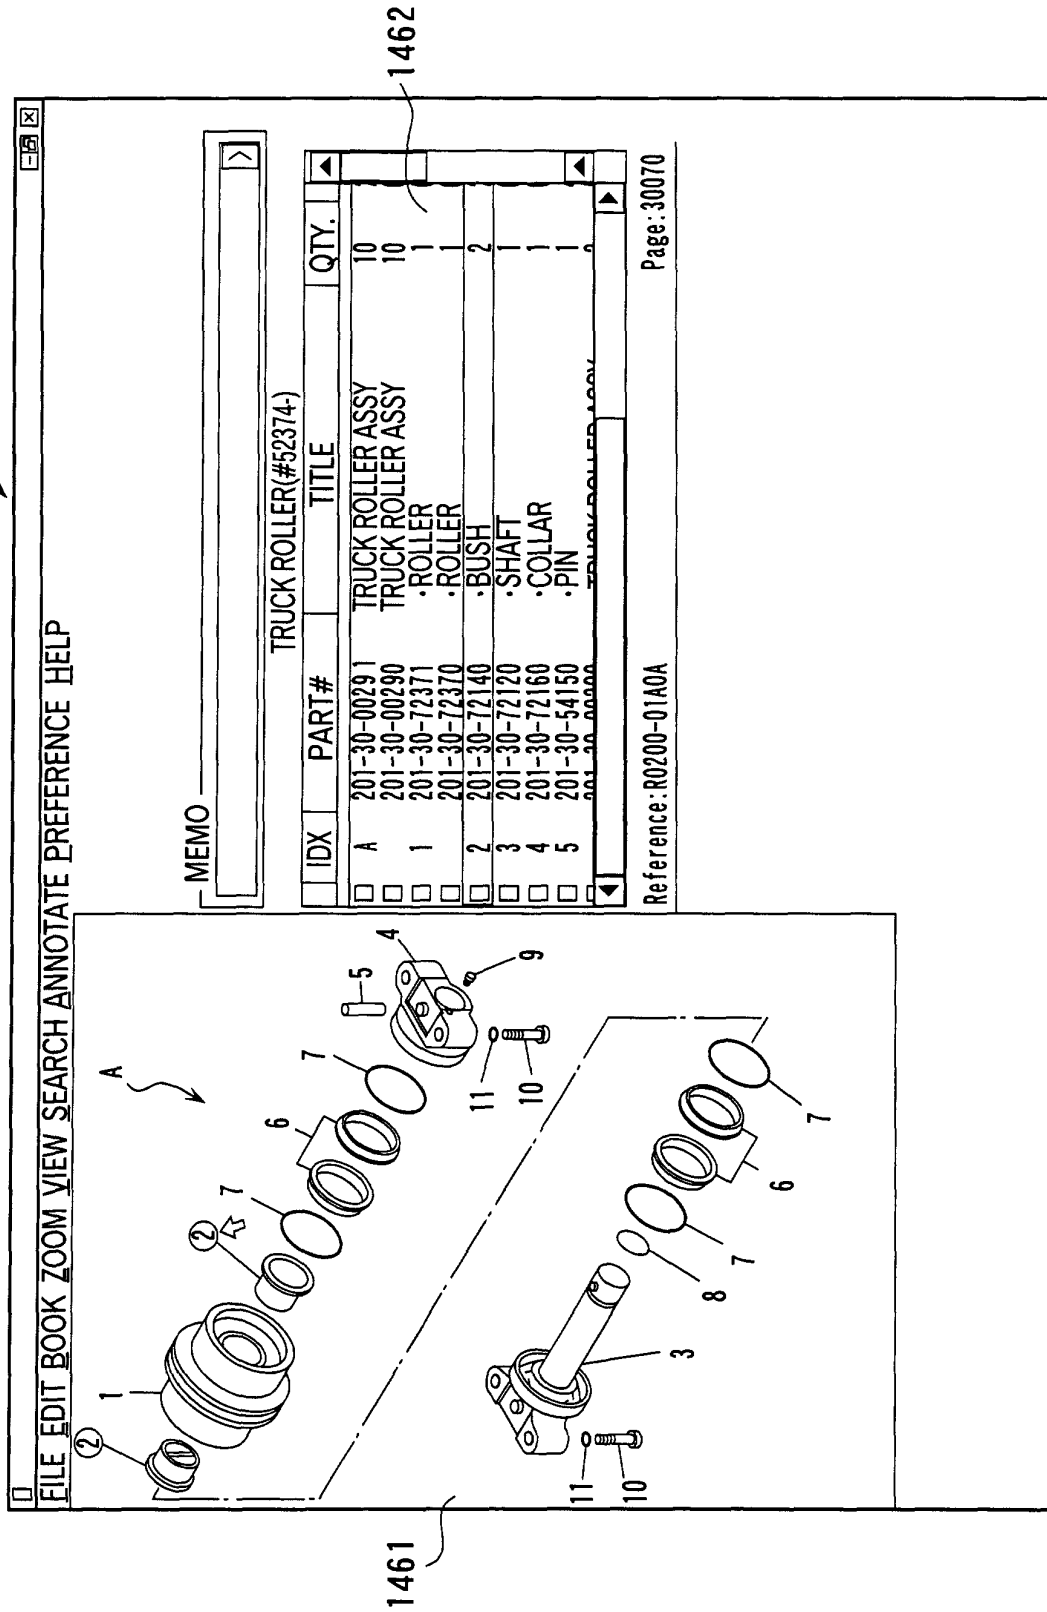 FILE EDIT BOOK ZOOM VIEW SEARCH ANNOTATE PREFERENCE HELP
MEMO
TRUCK ROLLER(#52374-)
IDX PART# TITLE QTY.
A 201-30-00291 TRUCK ROLLER ASSY 10
201-30-00290 TRUCK ROLLER ASSY 10
1 201-30-72371 ·ROLLER 1
201-30-72370 ·ROLLER 1
2 201-30-72140 ·BUSH 2
3 201-30-72120 ·SHAFT 1
4 201-30-72160 ·COLLAR 1
5 201-30-54150 ·PIN 1
Reference:R0200-01A0A Page:30070
1461
1462
2
1
2
7
6
A
7
5
4
9
11
10
11
10
3
8
7
6
7